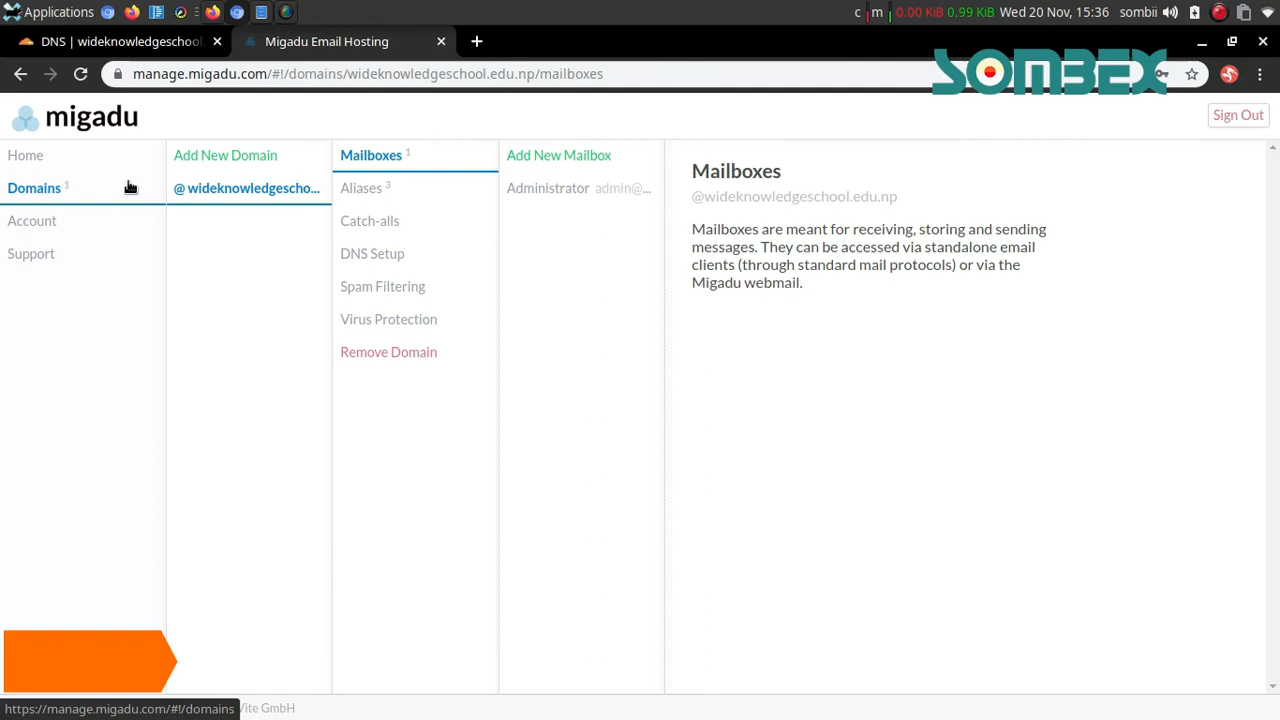 Applications
c m 0.00 KiB 0.99 KiB Wed 20 Nov, 15:36 sombii
DNS | wideknowledgeschool.
Migadu Email Hosting
manage.migadu.com/#!/domains/wideknowledgeschool.edu.np/mailboxes
SOMBEX
migadu
Sign Out
Home
Domains 1
Account
Support
Add New Domain
@ wideknowledgescho...
Mailboxes 1
Aliases 3
Catch-alls
DNS Setup
Spam Filtering
Virus Protection
Remove Domain
Add New Mailbox
Administrator admin@...
Mailboxes
@wideknowledgeschool.edu.np
Mailboxes are meant for receiving, storing and sending
messages. They can be accessed via standalone email
clients (through standard mail protocols) or via the
Migadu webmail.
https://manage.migadu.com/#!/domains
GmbH